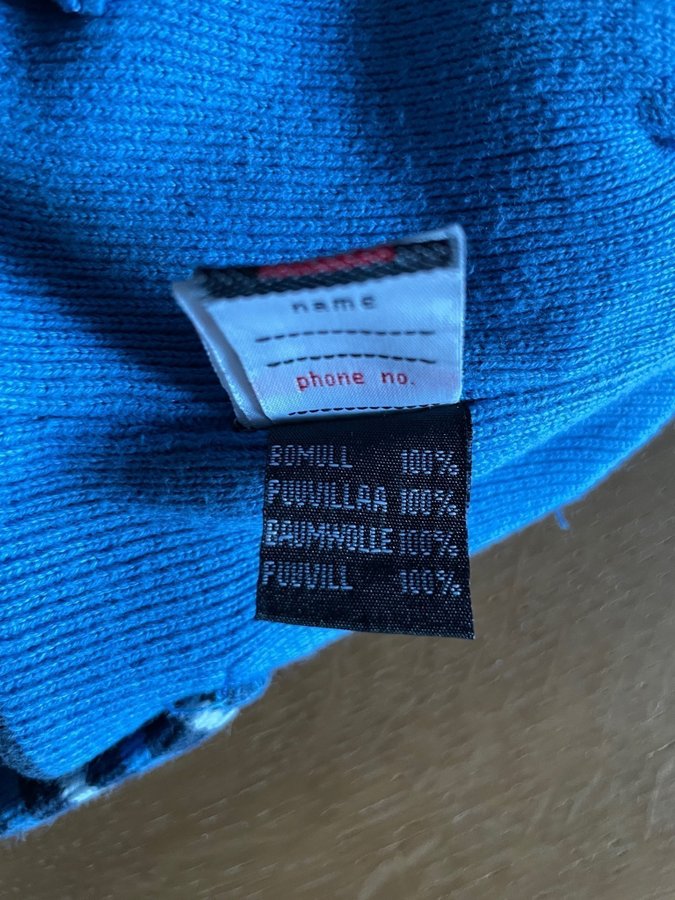 name
phone no.
BOMULL 100%
PUUVILLAA 100%
BAUMWOLLE 100%
PUUVILL 100%